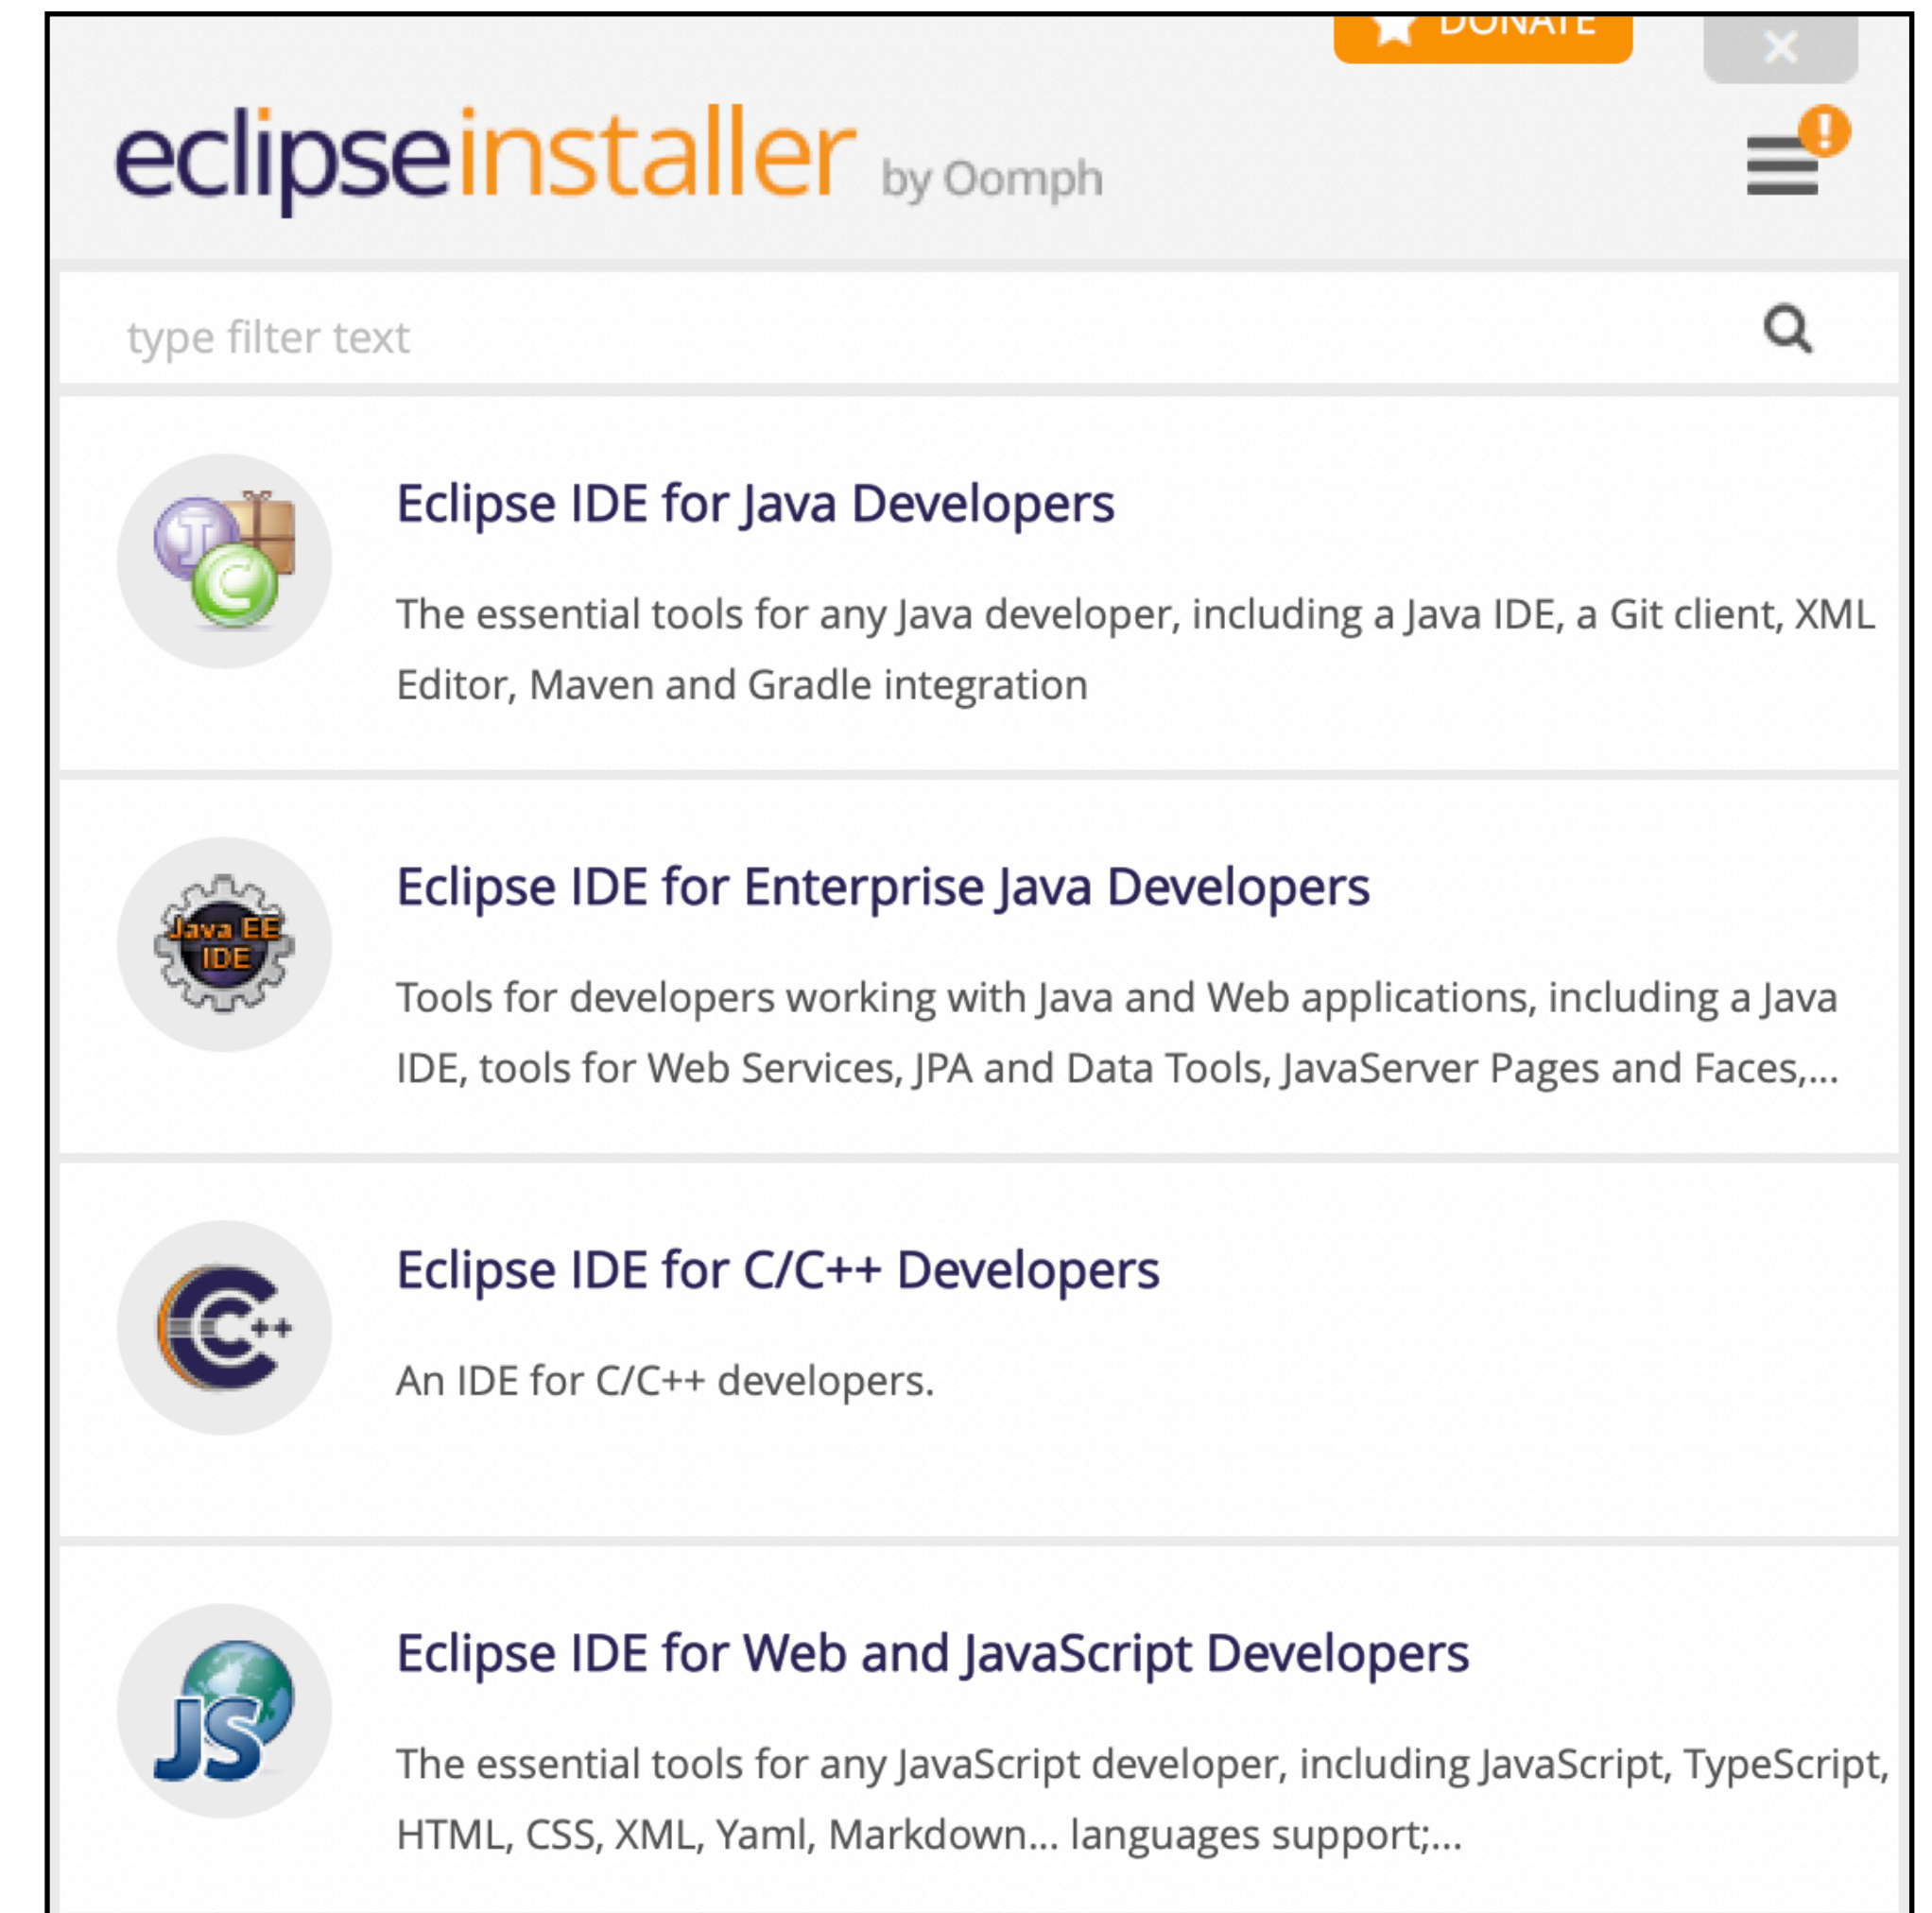 DONATE
eclipseinstaller by Oomph
type filter text
Eclipse IDE for Java Developers
The essential tools for any Java developer, including a Java IDE, a Git client, XML
Editor, Maven and Gradle integration
Java EE
IDE
Eclipse IDE for Enterprise Java Developers
Tools for developers working with Java and Web applications, including a Java
IDE, tools for Web Services, JPA and Data Tools, JavaServer Pages and Faces,...
C++
Eclipse IDE for C/C++ Developers
An IDE for C/C++ developers.
JS
Eclipse IDE for Web and JavaScript Developers
The essential tools for any JavaScript developer, including JavaScript, TypeScript,
HTML, CSS, XML, Yaml, Markdown... languages support;...